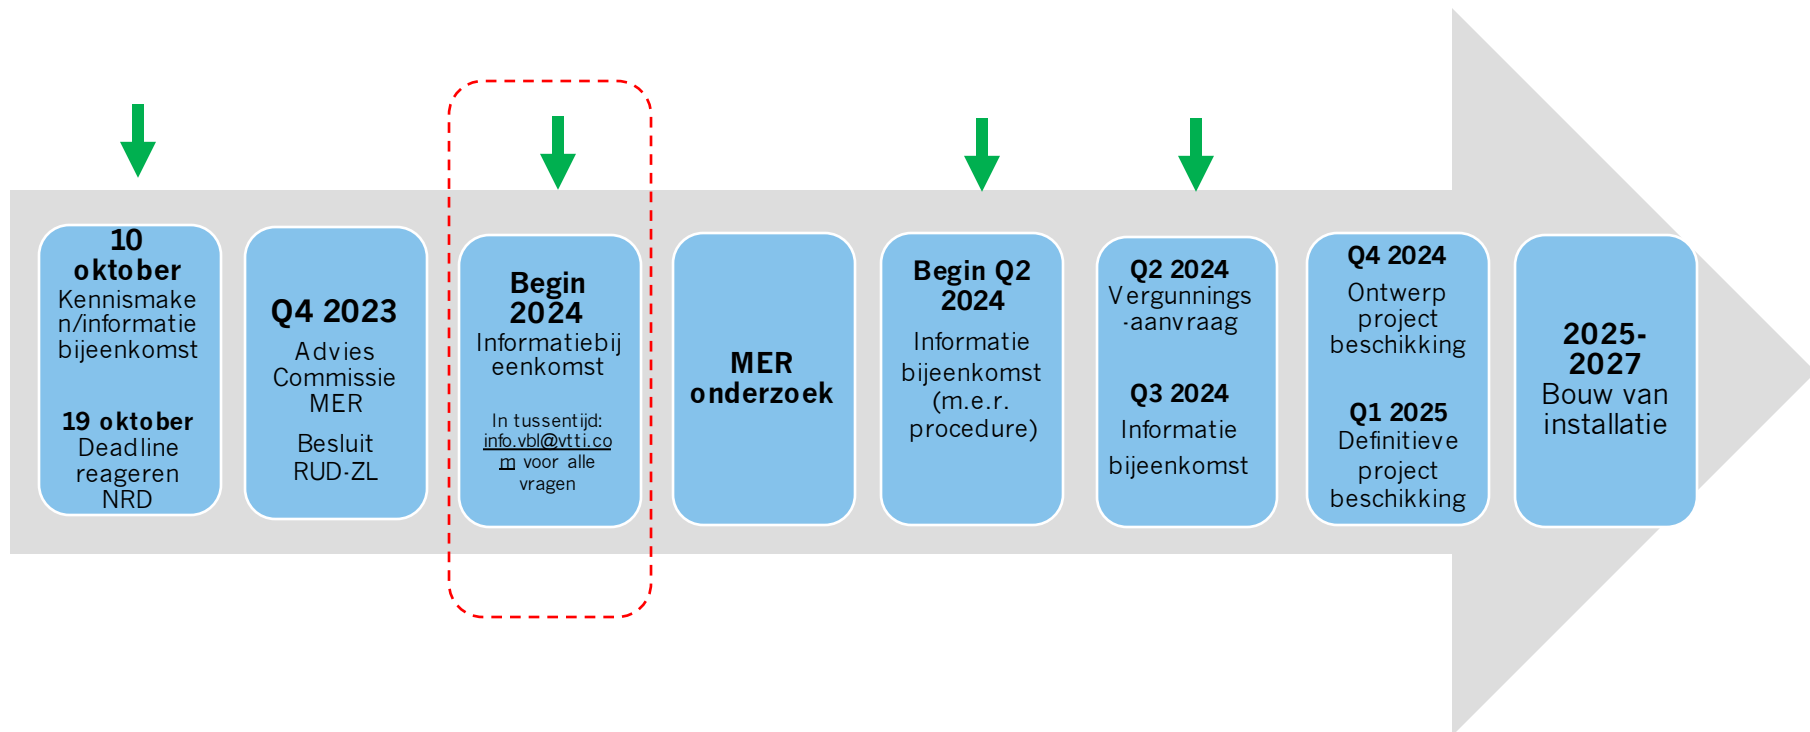 10
oktober
Kennismake
n/informatie
bijeenkomst
19 oktober
Deadline
reageren
NRD
Q4 2023
Advies
Commissie
MER
Besluit
RUD-ZL
Begin
2024
Informatiebij
eenkomst
In tussentijd:
info.vbl@vtti.co
m voor alle
vragen
MER
onderzoek
Begin Q2
2024
Informatie
bijeenkomst
(m.e.r.
procedure)
Q2 2024
Vergunnings
-aanvraag
Q3 2024
Informatie
bijeenkomst
Q4 2024
Ontwerp
project
beschikking
Q1 2025
Definitieve
project
beschikking
2025-
2027
Bouw van
installatie